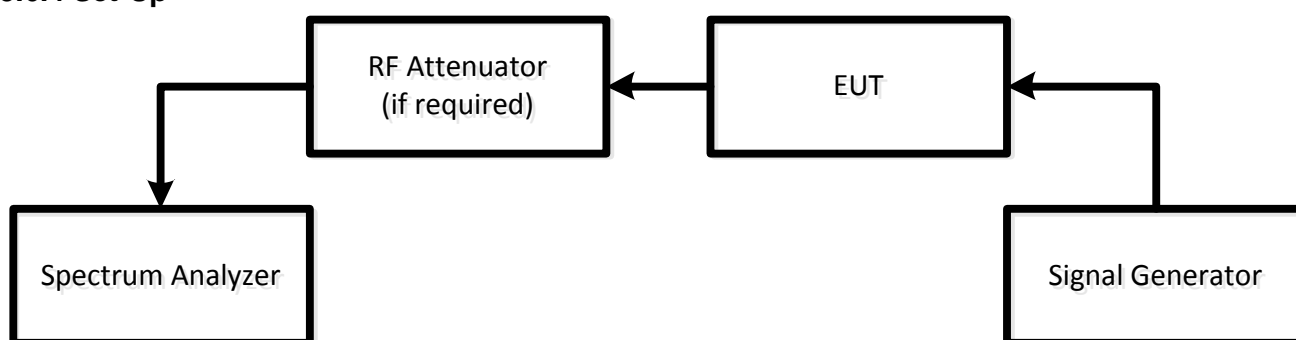 Set-Up
RF Attenuator
(if required)
EUT
Spectrum Analyzer
Signal Generator